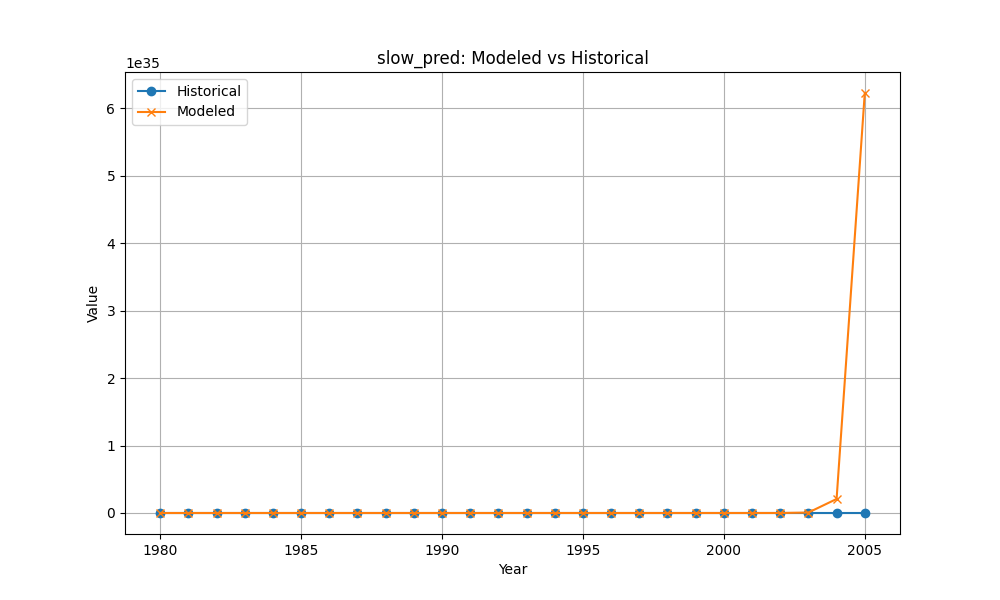 slow_pred: Modeled vs Historical
1e35
Historical
Modeled
6
5
4
3
2
1
0
Value
1980 1985 1990 1995 2000 2005
Year